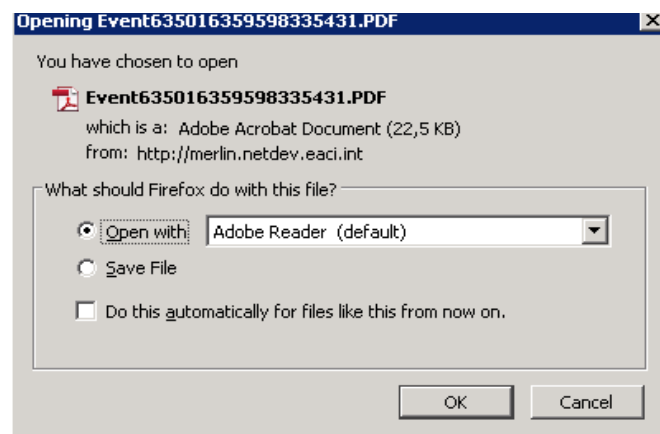 Opening Event635016359598335431.PDF
You have chosen to open
Event635016359598335431.PDF
which is a: Adobe Acrobat Document (22,5 KB)
from: http://merlin.netdev.eaci.int
What should Firefox do with this file?
Open with Adobe Reader (default)
Save File
Do this automatically for files like this from now on.
OK Cancel